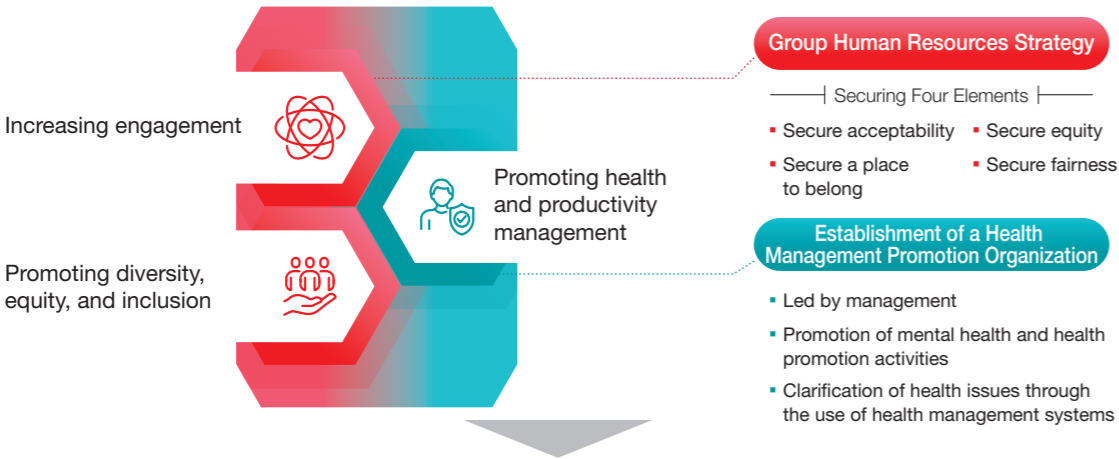 Increasing engagement
Promoting diversity,
equity, and inclusion
Promoting health
and productivity
management
Group Human Resources Strategy
Securing Four Elements
▪ Secure acceptability
▪ Secure equity
▪ Secure a place
to belong
▪ Secure fairness
Establishment of a Health
Management Promotion Organization
▪ Led by management
▪ Promotion of mental health and health
promotion activities
▪ Clarification of health issues through
the use of health management systems